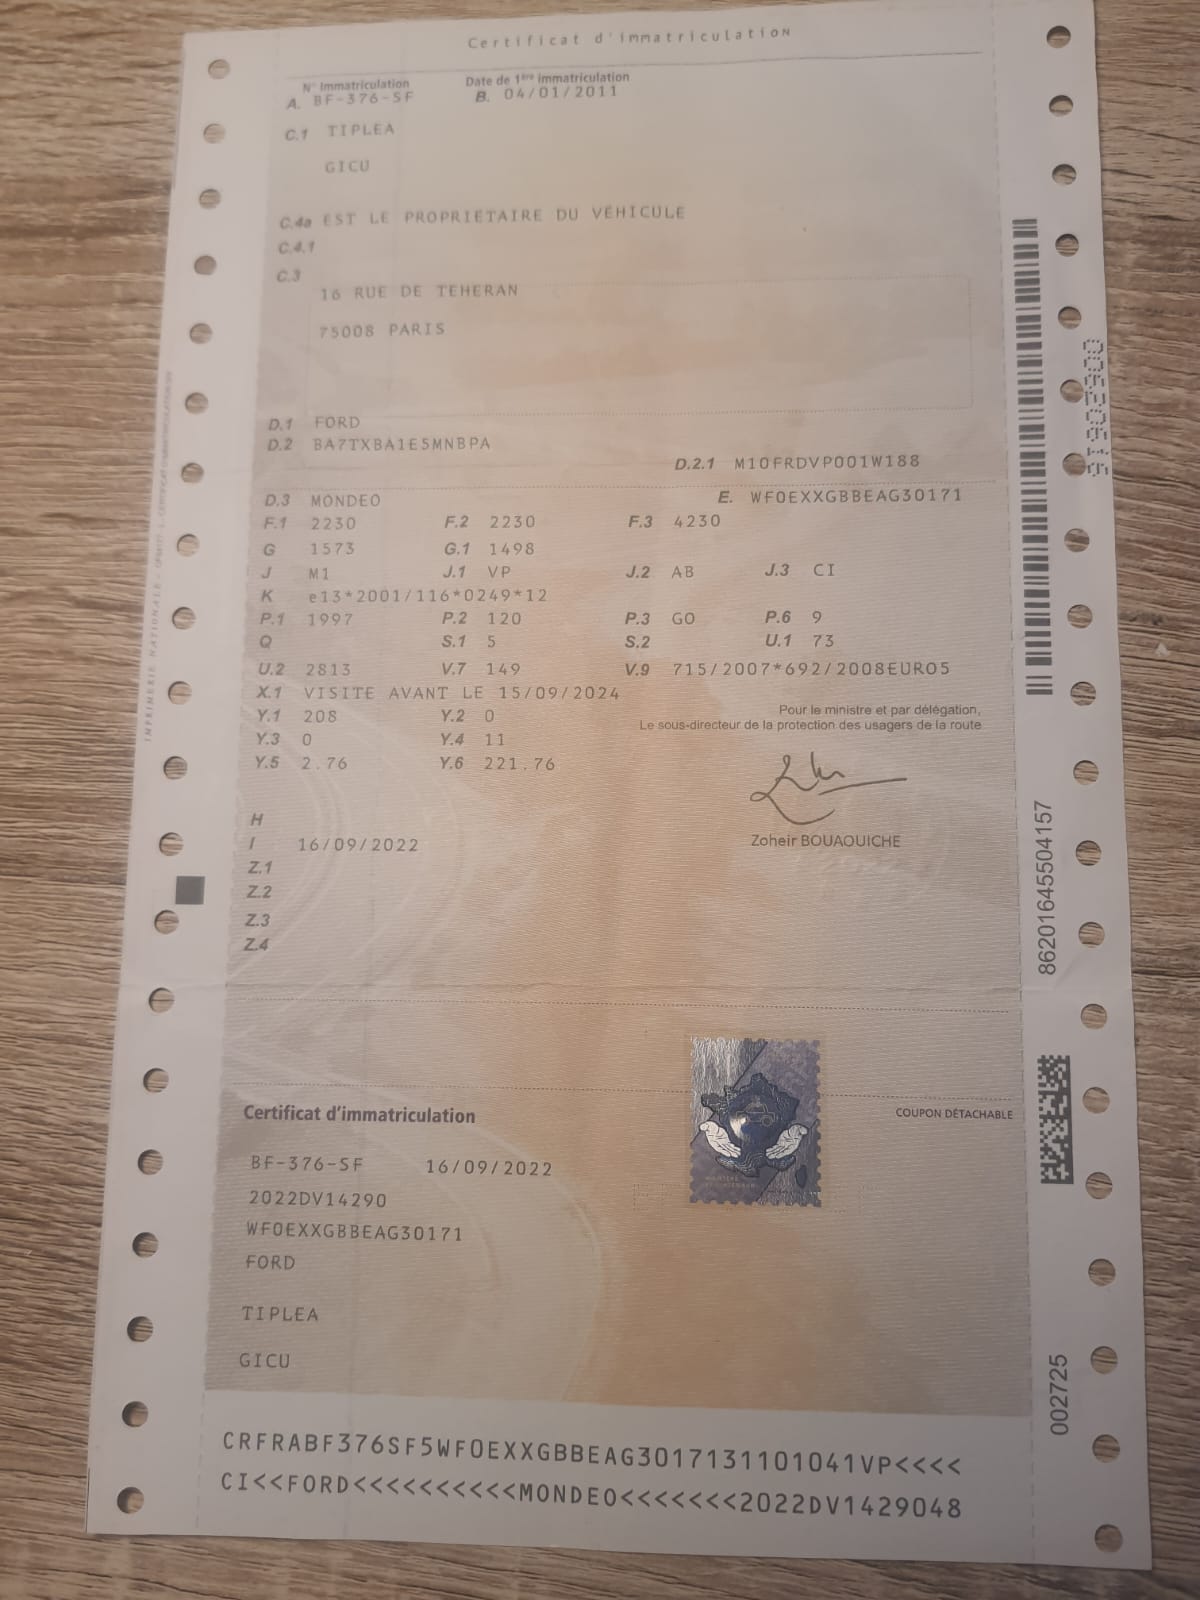 Certificat d'immatriculation
N° Immatriculation Date de 1ère immatriculation
A. BF-376-SF B. 04/01/2011
C.1 TIPLEA
GICU
C.4a EST LE PROPRIETAIRE DU VEHICULE
C.4.1
C.3
16 RUE DE TEHERAN
75008 PARIS
D.1 FORD
D.2 BA7TXBA1E5MNBPA
D.2.1 M10FRDVP001W188
D.3 MONDEO E. WF0EXXGBBEAG30171
F.1 2230 F.2 2230 F.3 4230
G 1573 G.1 1498
J M1 J.1 VP J.2 AB J.3 CI
K e13*2001/116*0249*12
P.1 1997 P.2 120 P.3 GO P.6 9
Q S.1 5 S.2 U.1 73
U.2 2813 V.7 149 V.9 715/2007*692/2008EURO5
X.1 VISITE AVANT LE 15/09/2024
Y.1 208 Y.2 0
Y.3 0 Y.4 11
Y.5 2.76 Y.6 221.76
Pour le ministre et par délégation,
Le sous-directeur de la protection des usagers de la route
Zoheir BOUAOUICHE
H
I 16/09/2022
Z.1
Z.2
Z.3
Z.4
Certificat d'immatriculation
COUPON DÉTACHABLE
BF-376-SF 16/09/2022
2022DV14290
WF0EXXGBBEAG30171
FORD
TIPLEA
GICU
CRFRABF376SF5WF0EXXGBBEAG3017131101041VP<<<<
CI<<FORD<<<<<<<<<<MONDEO<<<<<<<2022DV1429048
IMPRIMERIE NATIONALE
8620164550415​7
002725